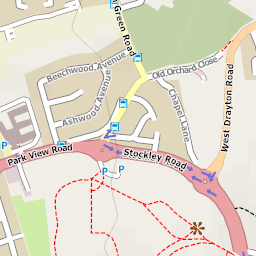 Green Road
Beechwood Avenue
Old Orchard Close
Ashwood Avenue
Chapel Lane
West Drayton Road
Park View Road
Stockley Road
P
P
P